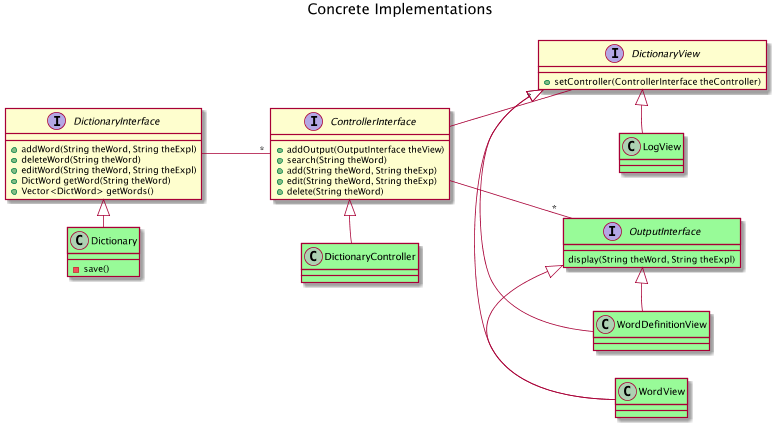 Concrete Implementations
I DictionaryView
setController(ControllerInterface theController)
I DictionaryInterface
addWord(String theWord, String theExpl)
deleteWord(String theWord)
editWord(String theWord, String theExpl)
DictWord getWord(String theWord)
Vector<DictWord> getWords()
*
I ControllerInterface
addOutput(OutputInterface theView)
search(String theWord)
add(String theWord, String theExp)
edit(String theWord, String theExp)
delete(String theWord)
*
*
C LogView
C Dictionary
save()
C DictionaryController
I OutputInterface
display(String theWord, String theExpl)
C WordDefinitionView
C WordView